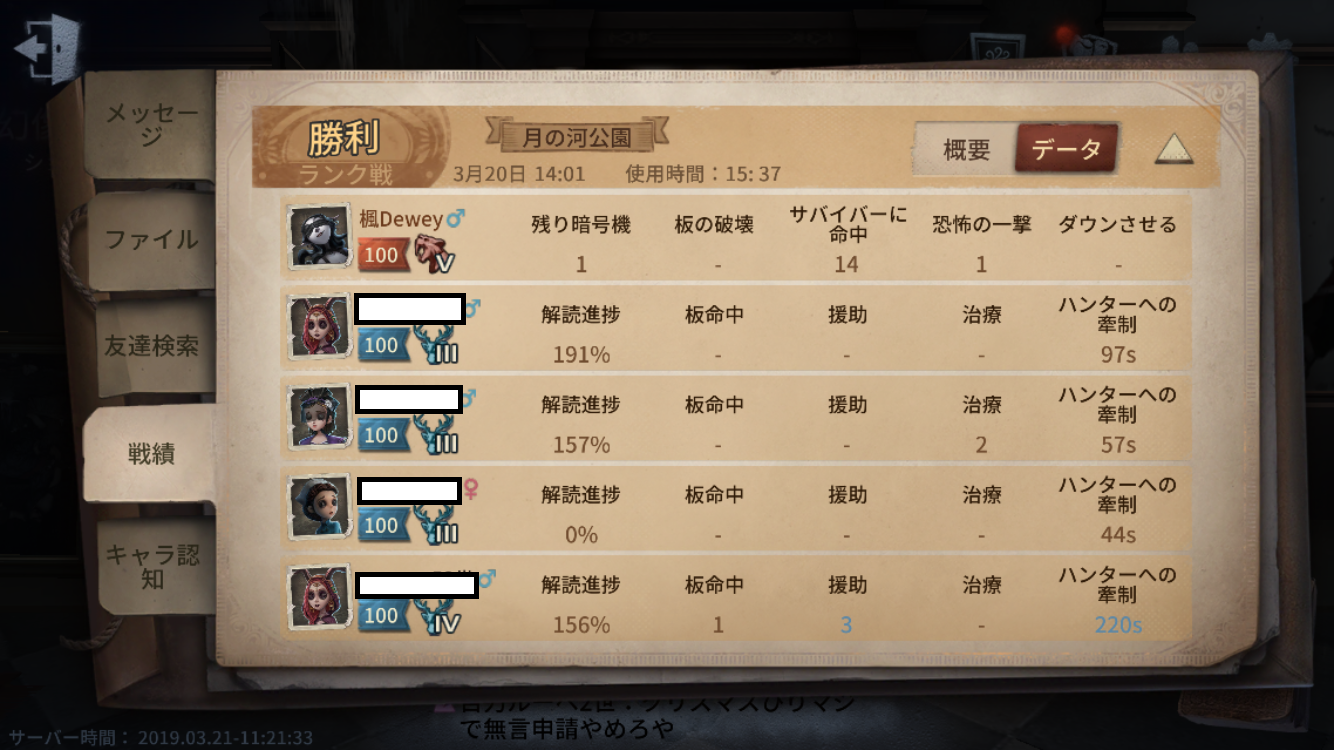 メッセー
ジ
ファイル
友達検索
戦績
キャラ認
知
勝利
ランク戦
月の河公園
3月20日 14:01 使用時間：15:37
概要
データ
楓Dewey♂
100
V
残り暗号機 板の破壊 サバイバーに命中 恐怖の一撃 ダウンさせる
1 - 14 1 -
♂
100
III
解読進捗 板命中 援助 治療 ハンターへの牽制
191% - - - 97s
♂
100
III
解読進捗 板命中 援助 治療 ハンターへの牽制
157% - - 2 57s
♀
100
III
解読進捗 板命中 援助 治療 ハンターへの牽制
0% - - - 44s
♂
100
IV
解読進捗 板命中 援助 治療 ハンターへの牽制
156% 1 3 - 220s
で無言申請やめろや
サーバー時間： 2019.03.21-11:21:33